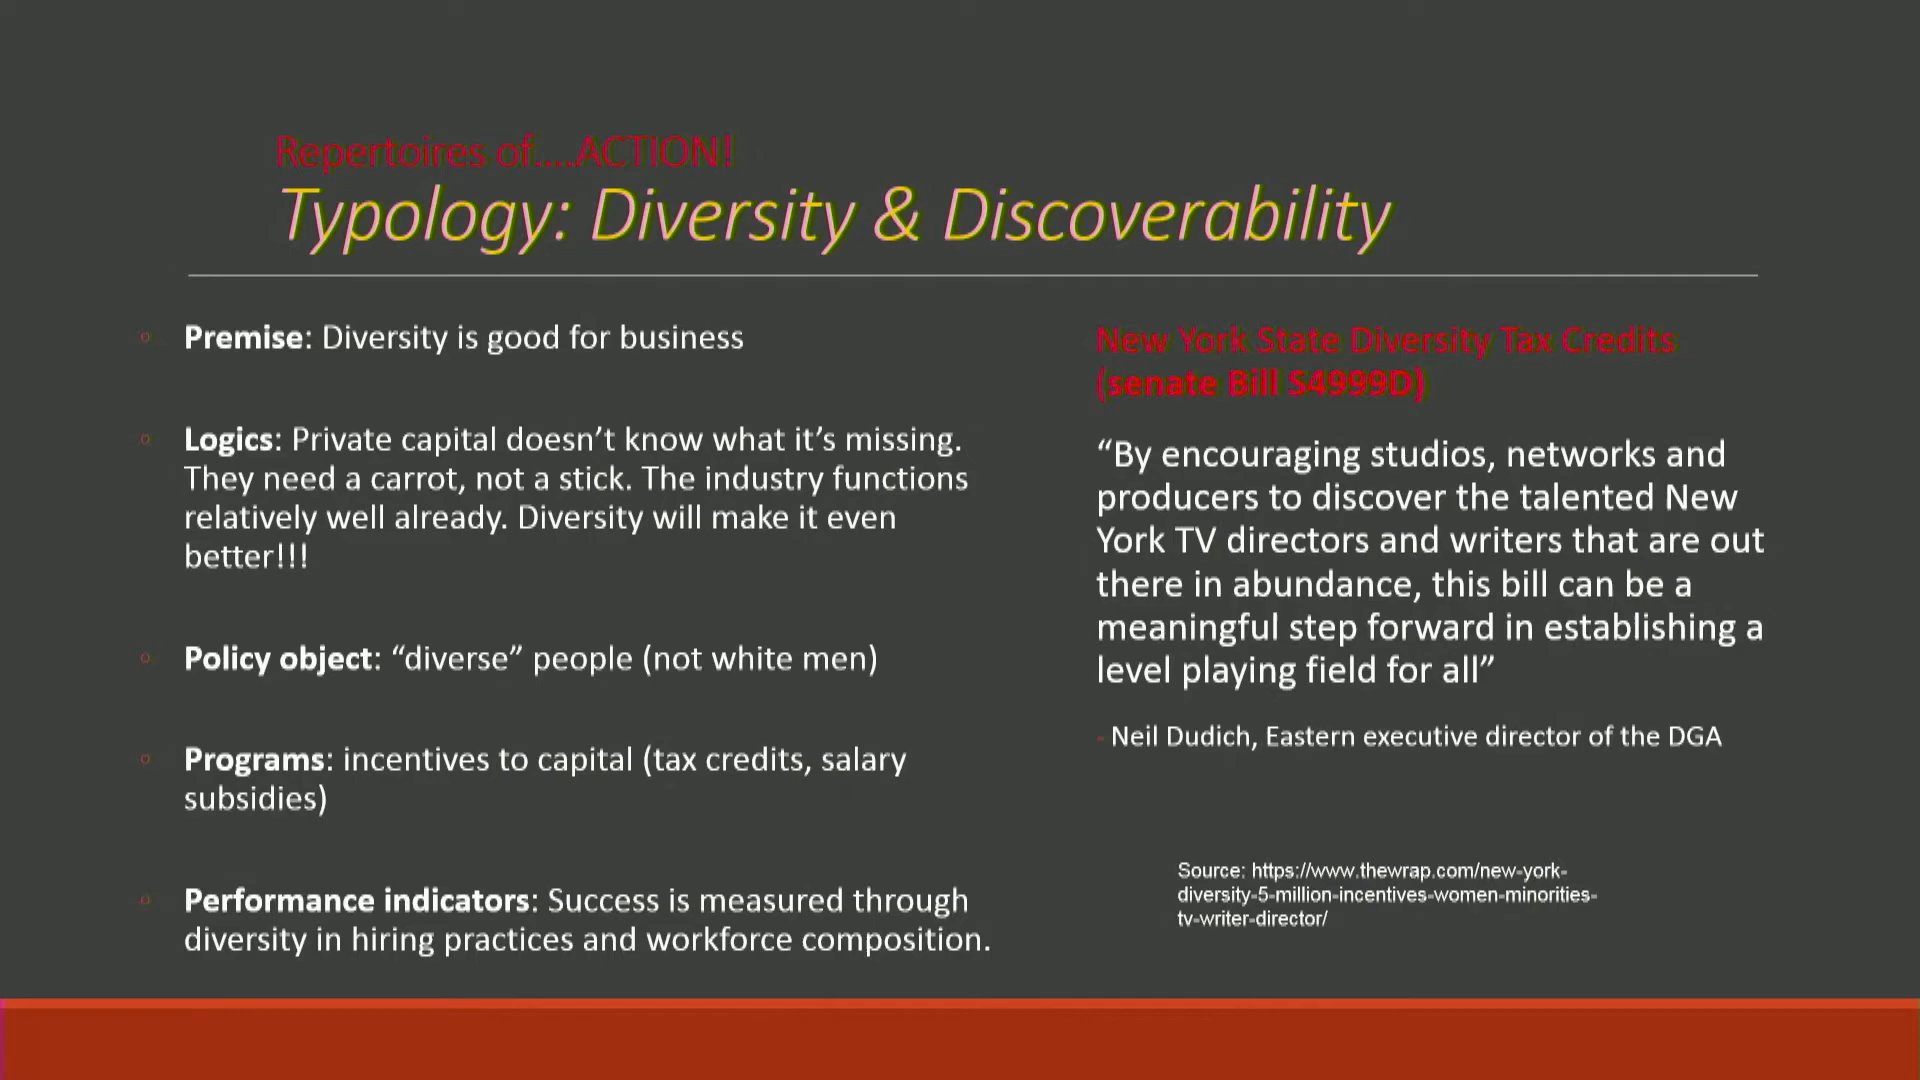 Repertoires of....ACTION!
Typology: Diversity & Discoverability
Premise: Diversity is good for business
Logics: Private capital doesn’t know what it’s missing.
They need a carrot, not a stick. The industry functions
relatively well already. Diversity will make it even
better!!!
Policy object: “diverse” people (not white men)
Programs: incentives to capital (tax credits, salary
subsidies)
Performance indicators: Success is measured through
diversity in hiring practices and workforce composition.
New York State Diversity Tax Credits
(senate Bill S4999D)
“By encouraging studios, networks and
producers to discover the talented New
York TV directors and writers that are out
there in abundance, this bill can be a
meaningful step forward in establishing a
level playing field for all”
- Neil Dudich, Eastern executive director of the DGA
Source: https://www.thewrap.com/new-york-
diversity-5-million-incentives-women-minorities-
tv-writer-director/